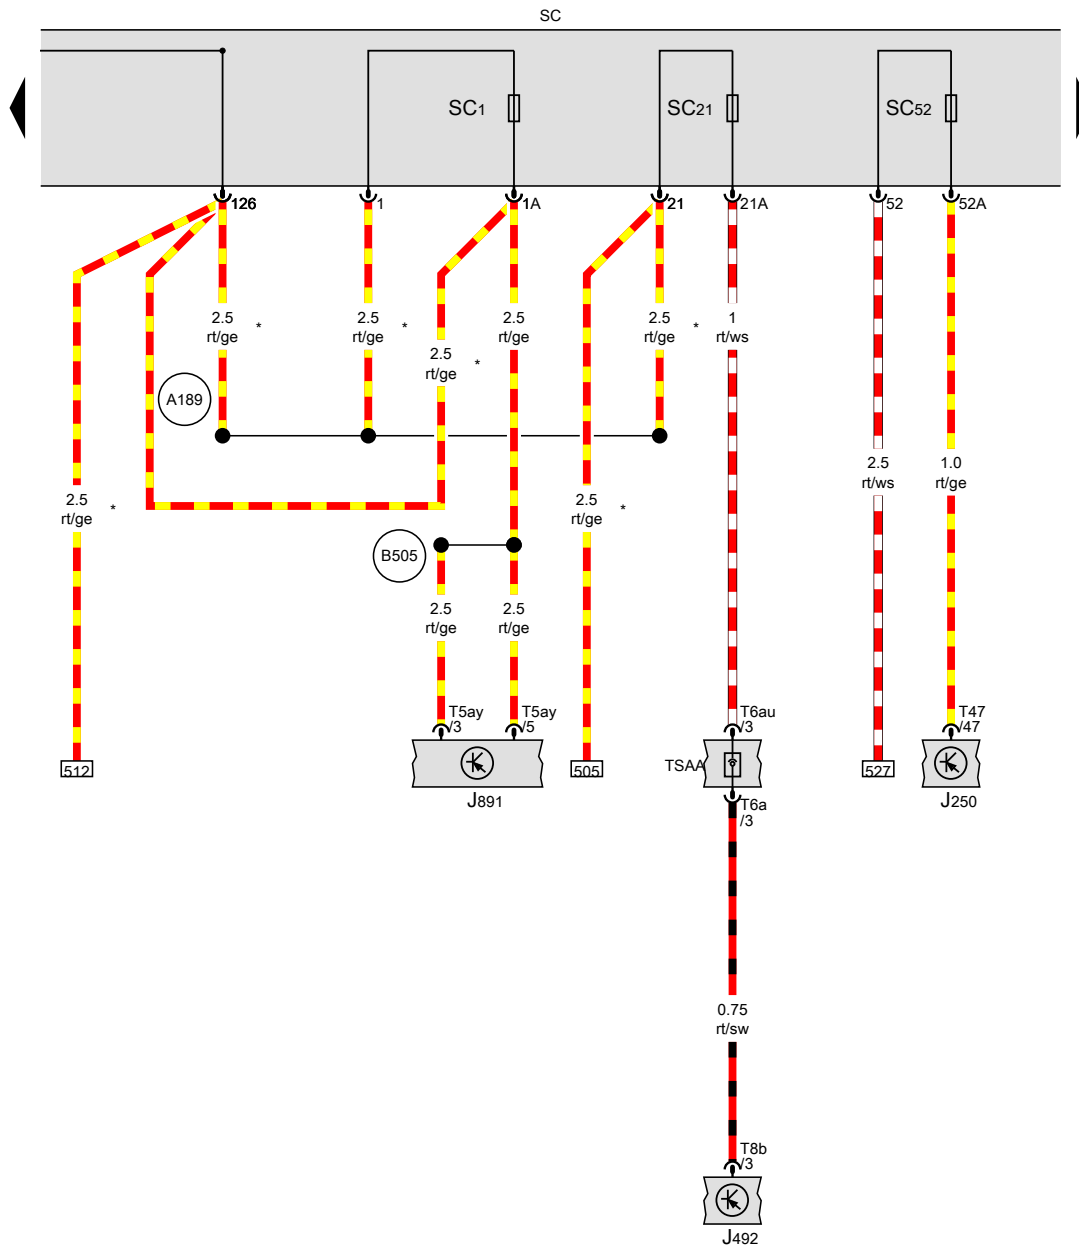 SC
SC1
SC21
SC52
126
1
1A
21
21A
52
52A
2.5
rt/ge
*
2.5
rt/ge
*
2.5
rt/ge
*
2.5
rt/ge
2.5
rt/ge
*
1
rt/ws
A189
2.5
rt/ws
1.0
rt/ge
2.5
rt/ge
*
2.5
rt/ge
*
B505
2.5
rt/ge
2.5
rt/ge
T5ay
/3
T5ay
/5
T6au
/3
T47
/47
512
505
TSAA
527
J891
J250
T6a
/3
0.75
rt/sw
T8b
/3
J492